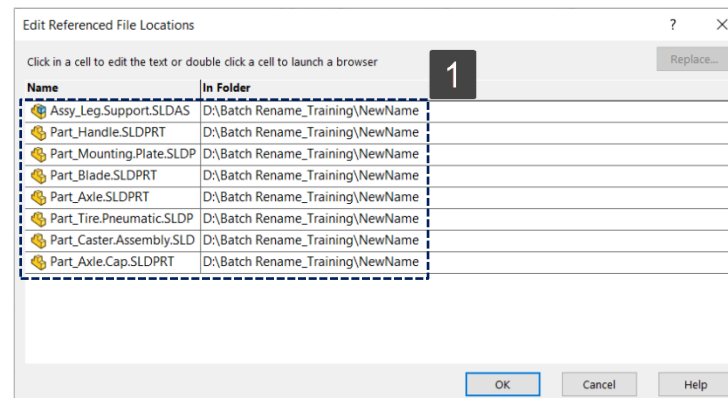 Edit Referenced File Locations
?
Click in a cell to edit the text or double click a cell to launch a browser
1
Replace...
Name In Folder
Assy_Leg.Support.SLDAS D:\Batch Rename_Training\NewName
Part_Handle.SLDPRT D:\Batch Rename_Training\NewName
Part_Mounting.Plate.SLDP D:\Batch Rename_Training\NewName
Part_Blade.SLDPRT D:\Batch Rename_Training\NewName
Part_Axle.SLDPRT D:\Batch Rename_Training\NewName
Part_Tire.Pneumatic.SLDP D:\Batch Rename_Training\NewName
Part_Caster.Assembly.SLD D:\Batch Rename_Training\NewName
Part_Axle.Cap.SLDPRT D:\Batch Rename_Training\NewName
OK Cancel Help